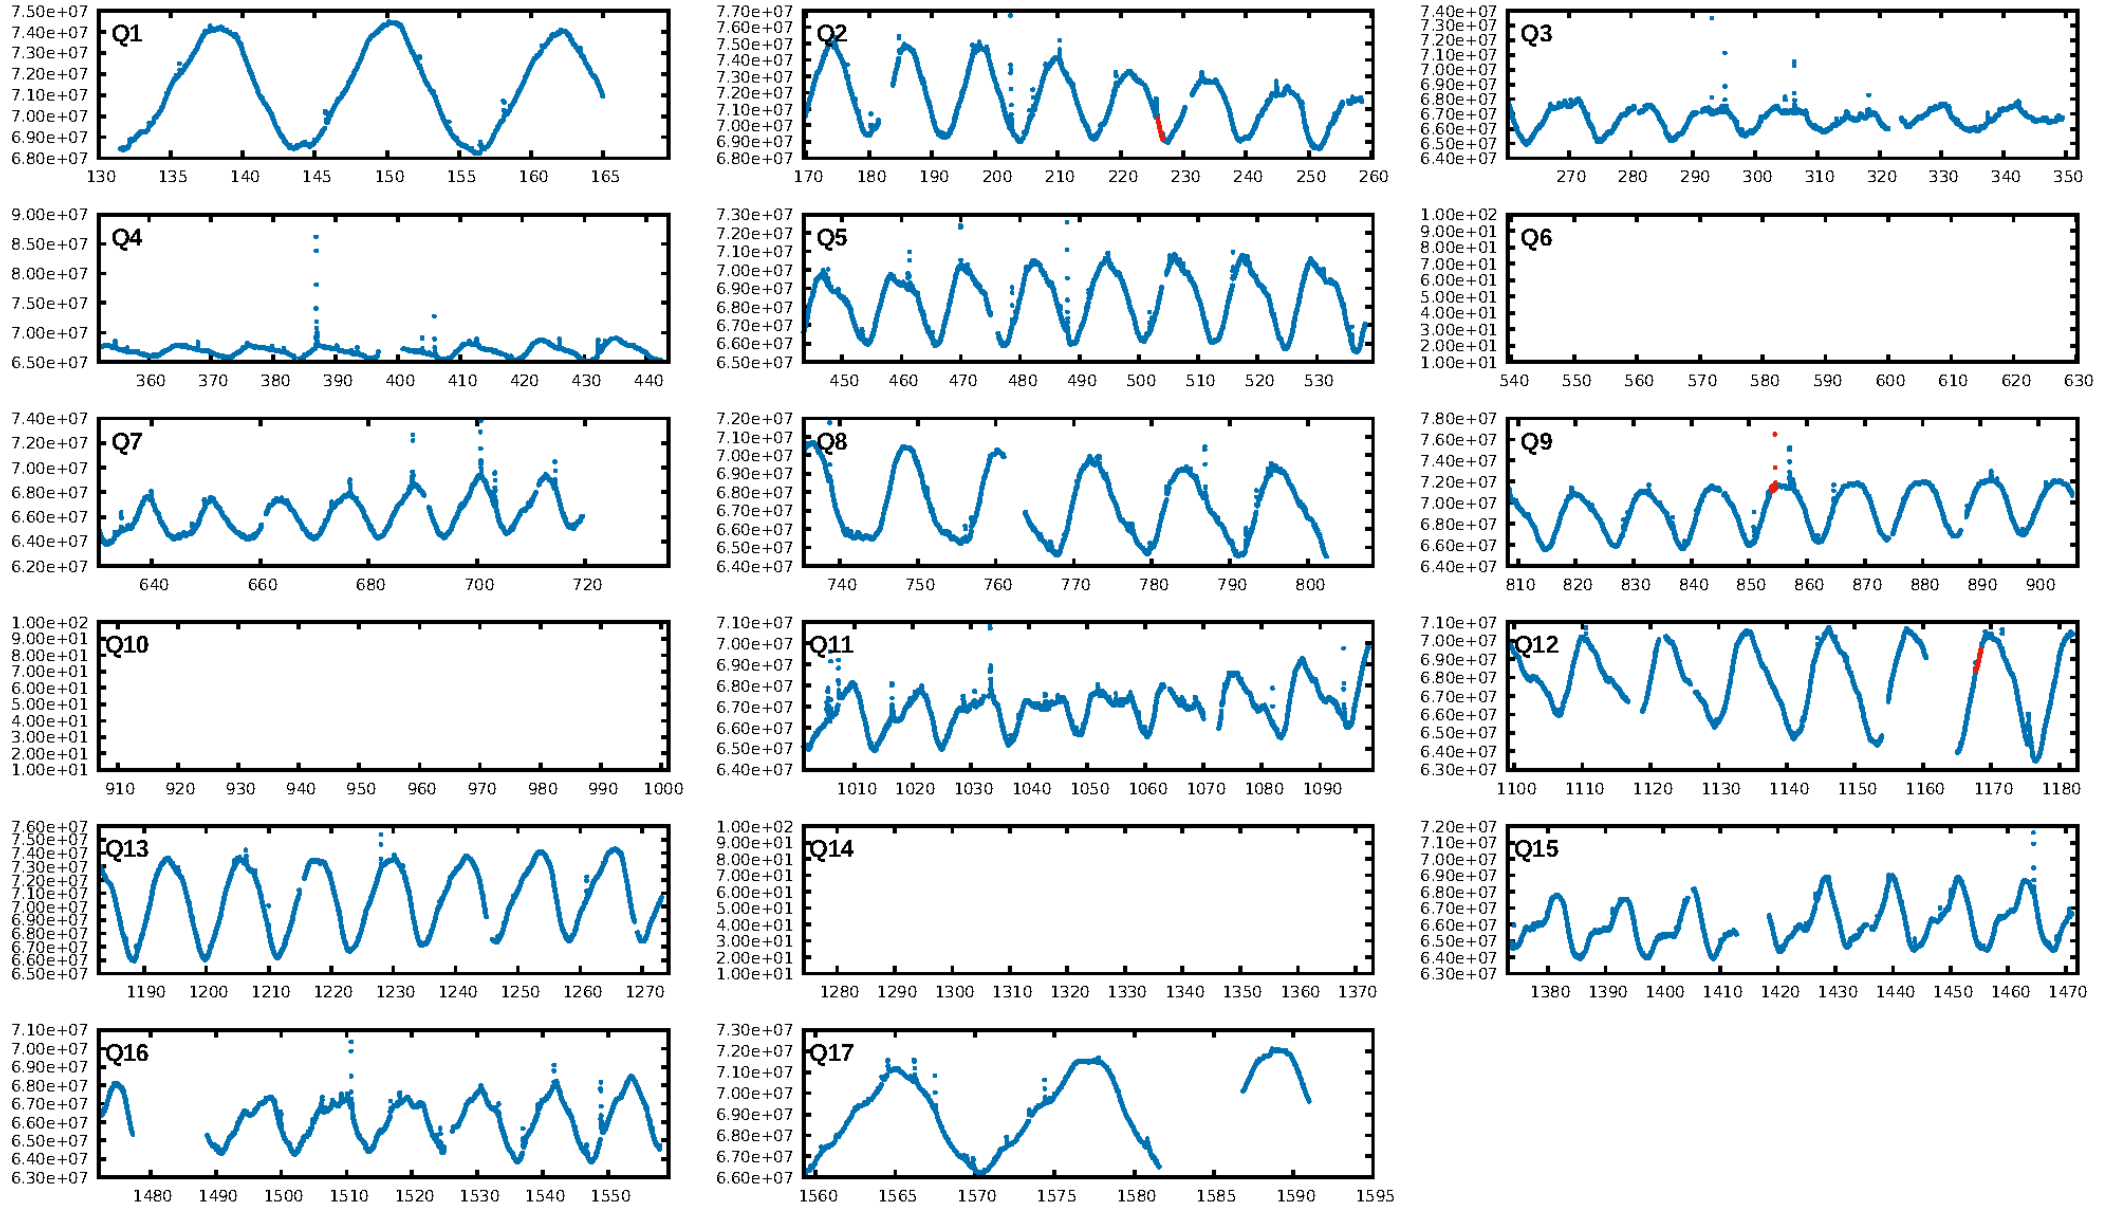 7.50e+07
7.40e+07
7.30e+07
7.20e+07
7.10e+07
7.00e+07
6.90e+07
6.80e+07
Q1
130 135 140 145 150 155 160 165
7.70e+07
7.60e+07
7.50e+07
7.40e+07
7.30e+07
7.20e+07
7.10e+07
7.00e+07
6.90e+07
6.80e+07
Q2
170 180 190 200 210 220 230 240 250 260
7.40e+07
7.30e+07
7.20e+07
7.10e+07
7.00e+07
6.90e+07
6.80e+07
6.70e+07
6.60e+07
6.50e+07
6.40e+07
Q3
270 280 290 300 310 320 330 340 350
9.00e+07
8.50e+07
8.00e+07
7.50e+07
7.00e+07
6.50e+07
Q4
360 370 380 390 400 410 420 430 440
7.30e+07
7.20e+07
7.10e+07
7.00e+07
6.90e+07
6.80e+07
6.70e+07
6.60e+07
6.50e+07
Q5
450 460 470 480 490 500 510 520 530
1.00e+02
9.00e+01
8.00e+01
7.00e+01
6.00e+01
5.00e+01
4.00e+01
3.00e+01
2.00e+01
1.00e+01
Q6
540 550 560 570 580 590 600 610 620 630
7.40e+07
7.20e+07
7.00e+07
6.80e+07
6.60e+07
6.40e+07
6.20e+07
Q7
640 660 680 700 720
7.20e+07
7.10e+07
7.00e+07
6.90e+07
6.80e+07
6.70e+07
6.60e+07
6.50e+07
6.40e+07
Q8
740 750 760 770 780 790 800
7.80e+07
7.60e+07
7.40e+07
7.20e+07
7.00e+07
6.80e+07
6.60e+07
6.40e+07
Q9
810 820 830 840 850 860 870 880 890 900
1.00e+02
9.00e+01
8.00e+01
7.00e+01
6.00e+01
5.00e+01
4.00e+01
3.00e+01
2.00e+01
1.00e+01
Q10
910 920 930 940 950 960 970 980 990 1000
7.10e+07
7.00e+07
6.90e+07
6.80e+07
6.70e+07
6.60e+07
6.50e+07
6.40e+07
Q11
1010 1020 1030 1040 1050 1060 1070 1080 1090
7.10e+07
7.00e+07
6.90e+07
6.80e+07
6.70e+07
6.60e+07
6.50e+07
6.40e+07
6.30e+07
Q12
1100 1110 1120 1130 1140 1150 1160 1170 1180
7.60e+07
7.50e+07
7.40e+07
7.30e+07
7.20e+07
7.10e+07
7.00e+07
6.90e+07
6.80e+07
6.70e+07
6.60e+07
6.50e+07
Q13
1190 1200 1210 1220 1230 1240 1250 1260 1270
1.00e+02
9.00e+01
8.00e+01
7.00e+01
6.00e+01
5.00e+01
4.00e+01
3.00e+01
2.00e+01
1.00e+01
Q14
1280 1290 1300 1310 1320 1330 1340 1350 1360 1370
7.20e+07
7.10e+07
7.00e+07
6.90e+07
6.80e+07
6.70e+07
6.60e+07
6.50e+07
6.40e+07
6.30e+07
Q15
1380 1390 1400 1410 1420 1430 1440 1450 1460 1470
7.10e+07
7.00e+07
6.90e+07
6.80e+07
6.70e+07
6.60e+07
6.50e+07
6.40e+07
6.30e+07
Q16
1480 1490 1500 1510 1520 1530 1540 1550
7.30e+07
7.20e+07
7.10e+07
7.00e+07
6.90e+07
6.80e+07
6.70e+07
6.60e+07
Q17
1560 1565 1570 1575 1580 1585 1590 1595